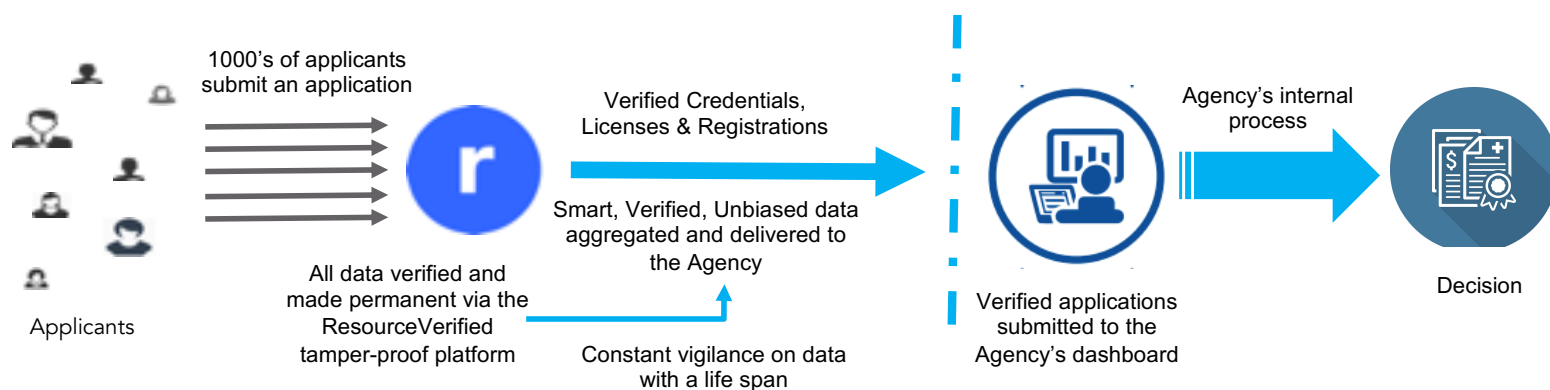 1000’s of applicants
submit an application
Applicants
r
All data verified and
made permanent via the
ResourceVerified
tamper-proof platform
Verified Credentials,
Licenses & Registrations
Smart, Verified, Unbiased data
aggregated and delivered to
the Agency
Constant vigilance on data
with a life span
Verified applications
submitted to the
Agency’s dashboard
Agency’s internal
process
$
Decision